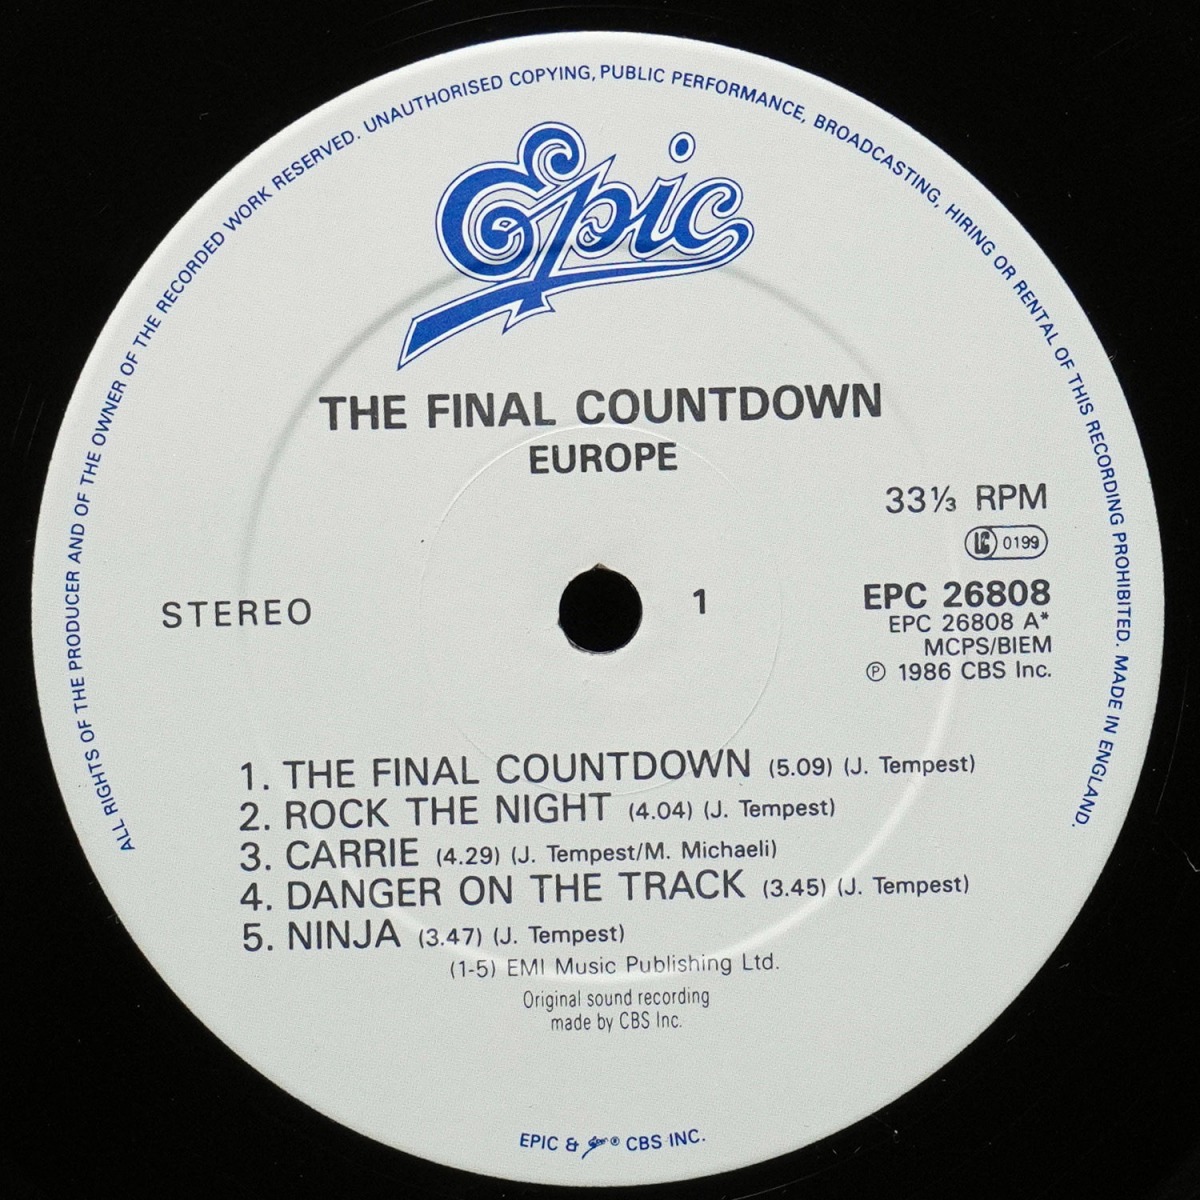 ALL RIGHTS OF THE PRODUCER AND OF THE OWNER OF THE RECORDED WORK RESERVED. UNAUTHORISED COPYING, PUBLIC PERFORMANCE, BROADCASTING, HIRING OR RENTAL OF THIS RECORDING PROHIBITED. MADE IN ENGLAND.
Epic
THE FINAL COUNTDOWN
EUROPE
33⅓ RPM
LC 0199
STEREO
1
EPC 26808
EPC 26808 A*
MCPS/BIEM
℗ 1986 CBS Inc.
1. THE FINAL COUNTDOWN (5.09) (J. Tempest)
2. ROCK THE NIGHT (4.04) (J. Tempest)
3. CARRIE (4.29) (J. Tempest/M. Michaeli)
4. DANGER ON THE TRACK (3.45) (J. Tempest)
5. NINJA (3.47) (J. Tempest)
(1-5) EMI Music Publishing Ltd.
Original sound recording
made by CBS Inc.
EPIC & Epic ® CBS INC.